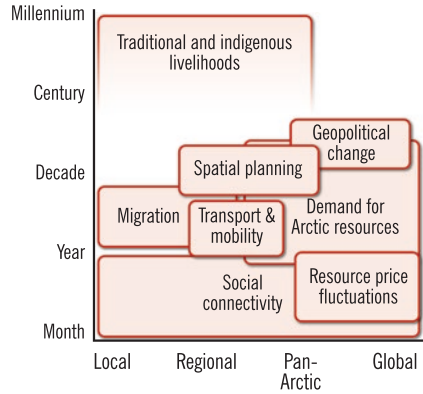 Millennium
Traditional and indigenous
livelihoods
Century
Geopolitical
change
Decade
Spatial planning
Migration
Transport &
mobility
Demand for
Arctic resources
Year
Social
connectivity
Resource price
fluctuations
Month
Local
Regional
Pan-
Arctic
Global